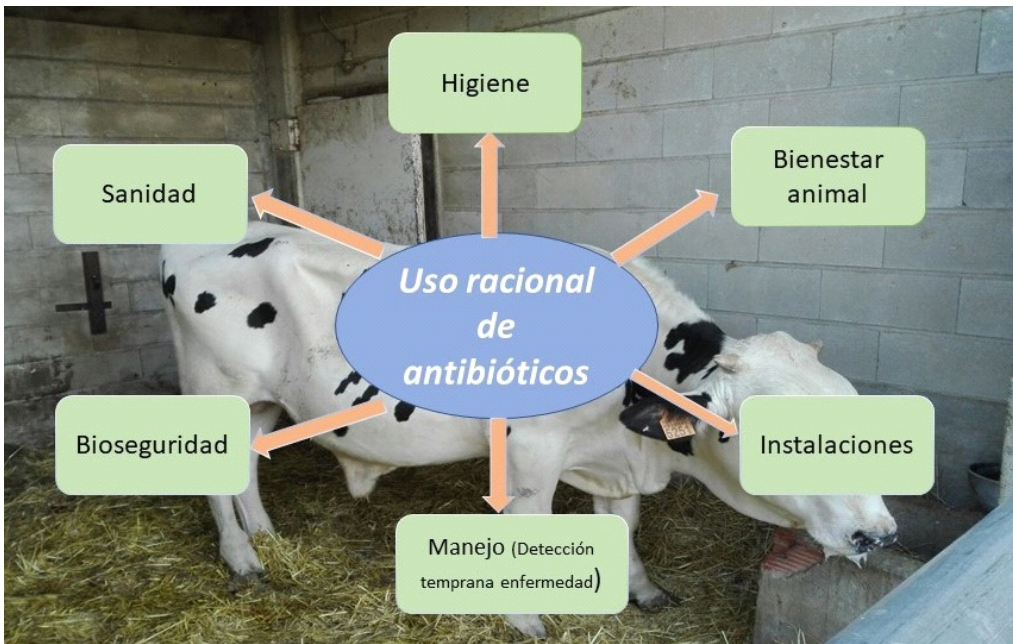 Higiene
Sanidad
Bienestar
animal
Uso racional
de
antibióticos
Bioseguridad
Instalaciones
Manejo (Detección
temprana enfermedad)